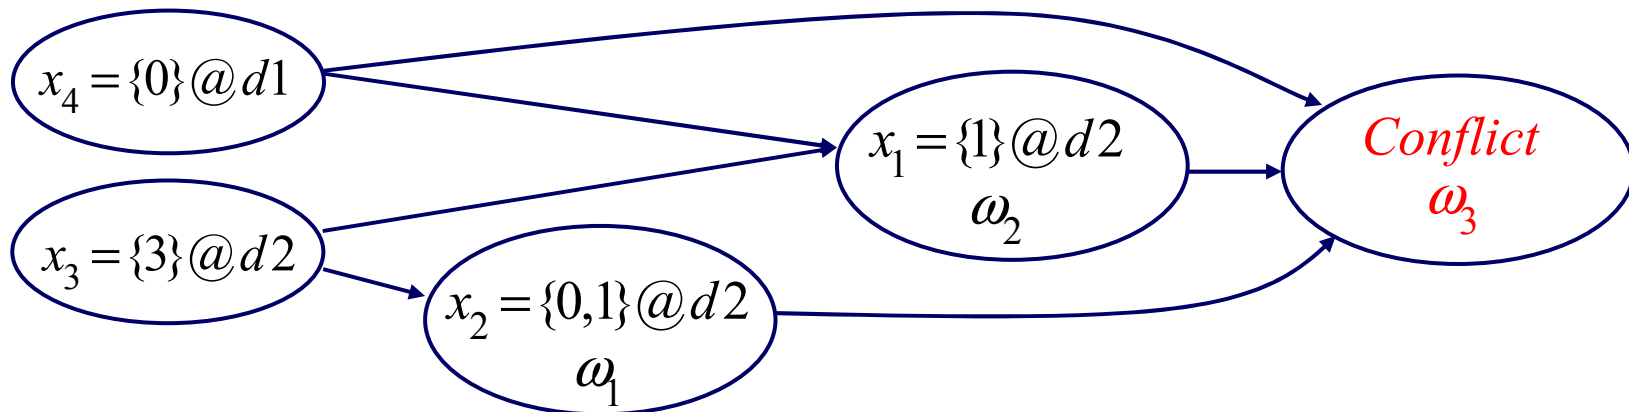 x₄ = {0}@d1
x₃ = {3}@d2
x₂ = {0,1}@d2
ω₁
x₁ = {1}@d2
ω₂
Conflict
ω₃